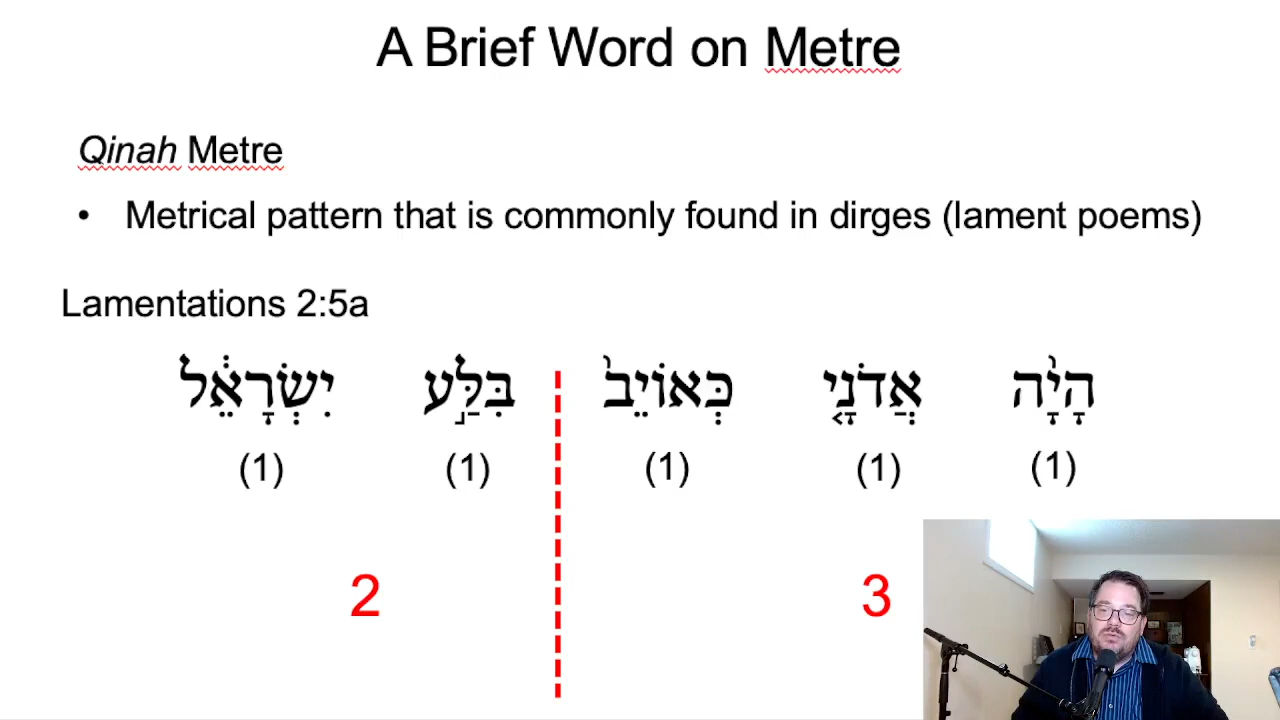 A Brief Word on Metre
Qinah Metre
• Metrical pattern that is commonly found in dirges (lament poems)
Lamentations 2:5a
הָיָ֨ה אֲדֹנָ֤י כְּאוֹיֵב֙ בִּלַּ֣ע יִשְׂרָאֵ֔ל
(1) (1) (1) (1) (1)
2 3